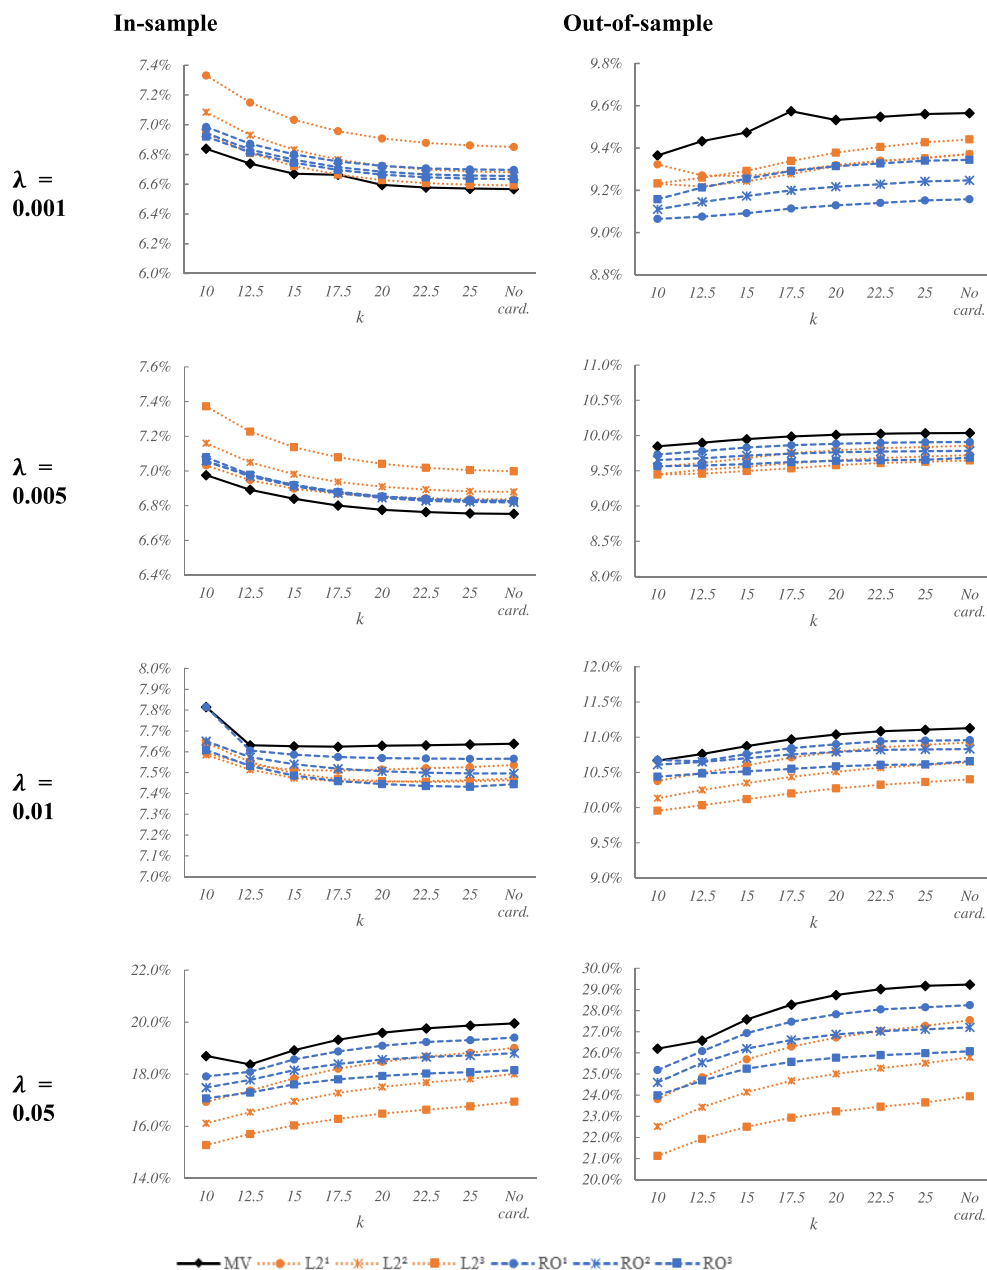 In-sample
Out-of-sample
λ =
0.001
7.4%
7.2%
7.0%
6.8%
6.6%
6.4%
6.2%
6.0%
10 12.5 15 17.5 20 22.5 25 No card.
k
9.8%
9.6%
9.4%
9.2%
9.0%
8.8%
10 12.5 15 17.5 20 22.5 25 No card.
k
λ =
0.005
7.6%
7.4%
7.2%
7.0%
6.8%
6.6%
6.4%
10 12.5 15 17.5 20 22.5 25 No card.
k
11.0%
10.5%
10.0%
9.5%
9.0%
8.5%
8.0%
10 12.5 15 17.5 20 22.5 25 No card.
k
λ =
0.01
8.0%
7.9%
7.8%
7.7%
7.6%
7.5%
7.4%
7.3%
7.2%
7.1%
7.0%
10 12.5 15 17.5 20 22.5 25 No card.
k
12.0%
11.5%
11.0%
10.5%
10.0%
9.5%
9.0%
10 12.5 15 17.5 20 22.5 25 No card.
k
λ =
0.05
22.0%
20.0%
18.0%
16.0%
14.0%
10 12.5 15 17.5 20 22.5 25 No card.
k
30.0%
29.0%
28.0%
27.0%
26.0%
25.0%
24.0%
23.0%
22.0%
21.0%
20.0%
10 12.5 15 17.5 20 22.5 25 No card.
k
MV L2¹ L2² L2³ RO¹ RO² RO³